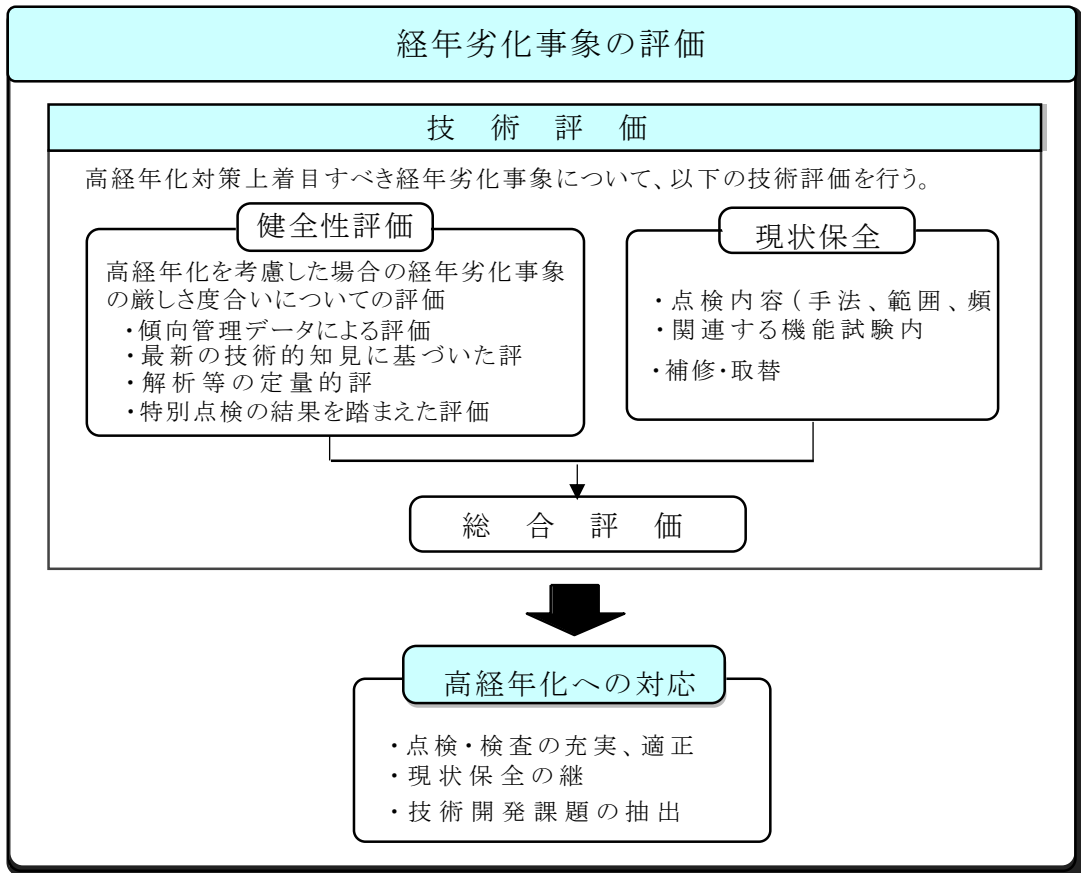 経年劣化事象の評価
技術評価
高経年化対策上着目すべき経年劣化事象について、以下の技術評価を行う。
健全性評価
高経年化を考慮した場合の経年劣化事象
の厳しさ度合いについての評価
・傾向管理データによる評価
・最新の技術的知見に基づいた評
・解析等の定量的評
・特別点検の結果を踏まえた評価
現状保全
・点検内容(手法、範囲、頻
・関連する機能試験内
・補修・取替
総合評価
高経年化への対応
・点検・検査の充実、適正
・現状保全の継
・技術開発課題の抽出